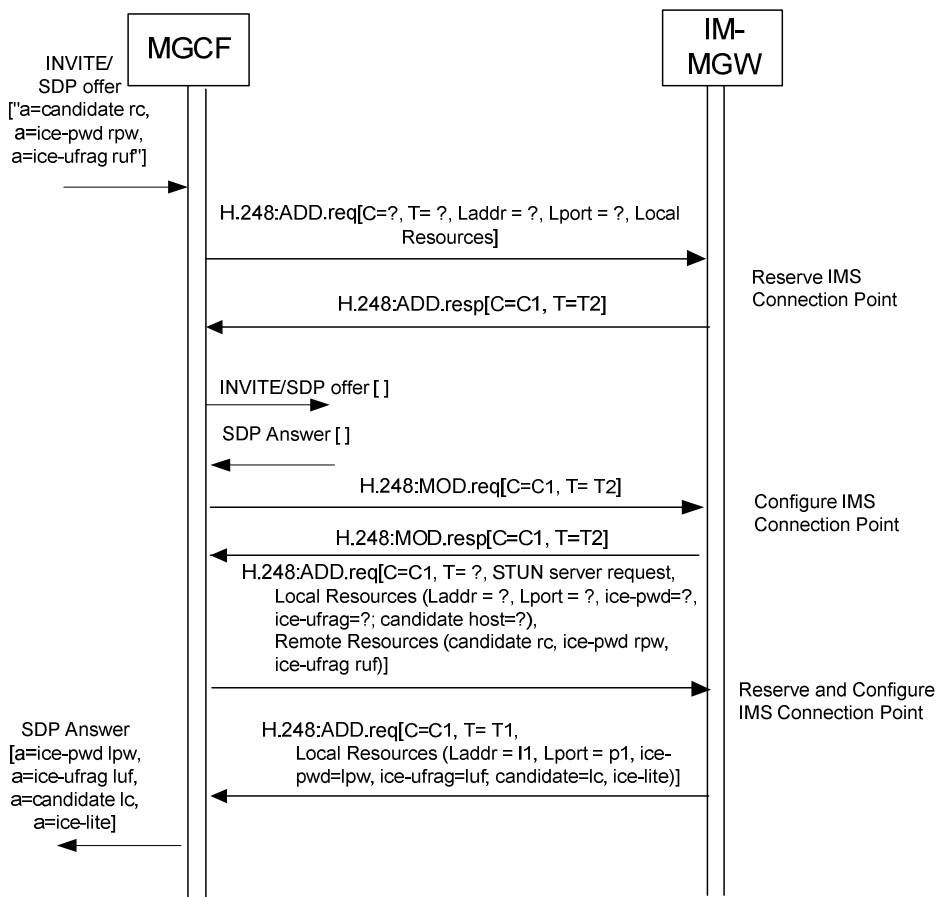 MGCF
IM-
MGW
INVITE/
SDP offer
["a=candidate rc,
a=ice-pwd rpw,
a=ice-ufrag ruf"]
H.248:ADD.req[C=?, T= ?, Laddr = ?, Lport = ?, Local
Resources]
Reserve IMS
Connection Point
H.248:ADD.resp[C=C1, T=T2]
INVITE/SDP offer [ ]
SDP Answer [ ]
H.248:MOD.req[C=C1, T= T2]
Configure IMS
Connection Point
H.248:MOD.resp[C=C1, T=T2]
H.248:ADD.req[C=C1, T= ?, STUN server request,
Local Resources (Laddr = ?, Lport = ?, ice-pwd=?,
ice-ufrag=?; candidate host=?),
Remote Resources (candidate rc, ice-pwd rpw,
ice-ufrag ruf)]
Reserve and Configure
IMS Connection Point
SDP Answer
[a=ice-pwd lpw,
a=ice-ufrag luf,
a=candidate lc,
a=ice-lite]
H.248:ADD.req[C=C1, T= T1,
Local Resources (Laddr = l1, Lport = p1, ice-
pwd=lpw, ice-ufrag=luf; candidate=lc, ice-lite)]